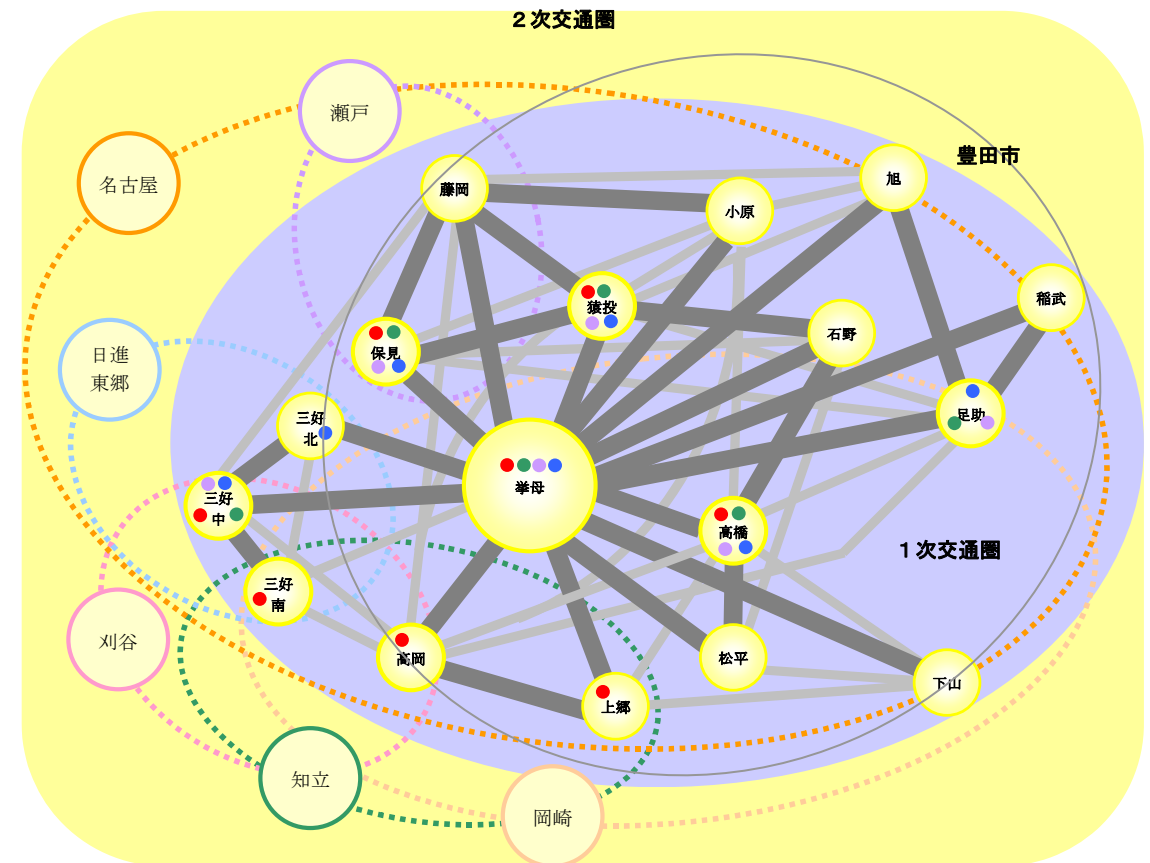 ２次交通圏
瀬戸
豊田市
名古屋
藤岡
旭
小原
稲武
猿投
石野
日進
東郷
保見
三好
北
足助
挙母
三好
中
高橋
１次交通圏
三好
南
刈谷
高岡
松平
下山
上郷
知立
岡崎